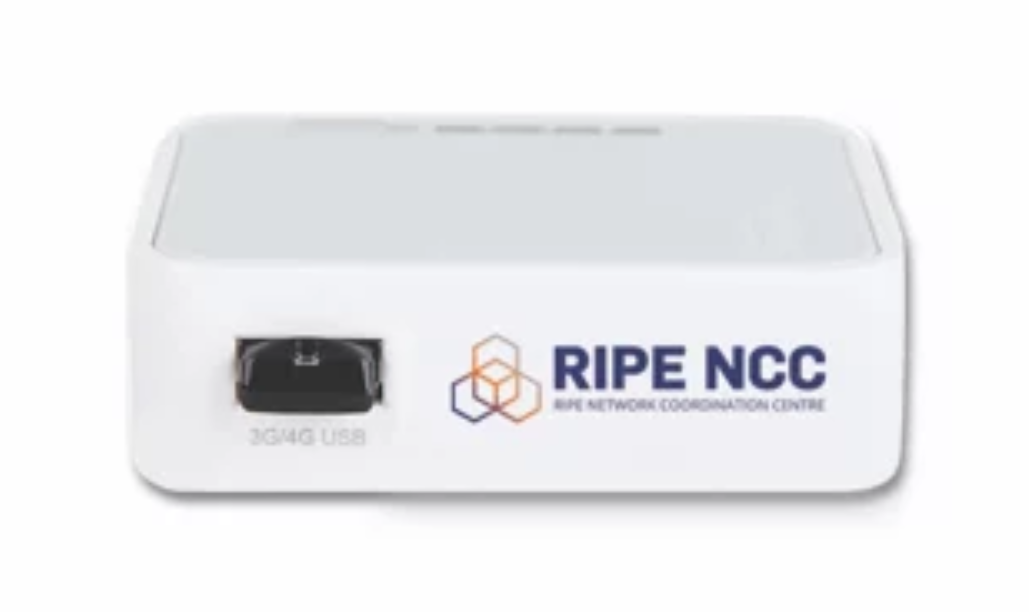 RIPE NCC
RIPE NETWORK COORDINATION CENTRE
3G/4G USB